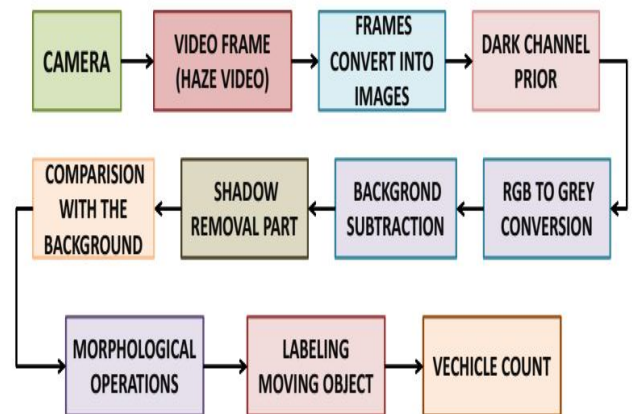 CAMERA
VIDEO FRAME
(HAZE VIDEO)
FRAMES
CONVERT INTO
IMAGES
DARK CHANNEL
PRIOR
COMPARISION
WITH THE
BACKGROUND
SHADOW
REMOVAL PART
BACKGROND
SUBTRACTION
RGB TO GREY
CONVERSION
MORPHOLOGICAL
OPERATIONS
LABELING
MOVING OBJECT
VECHICLE COUNT